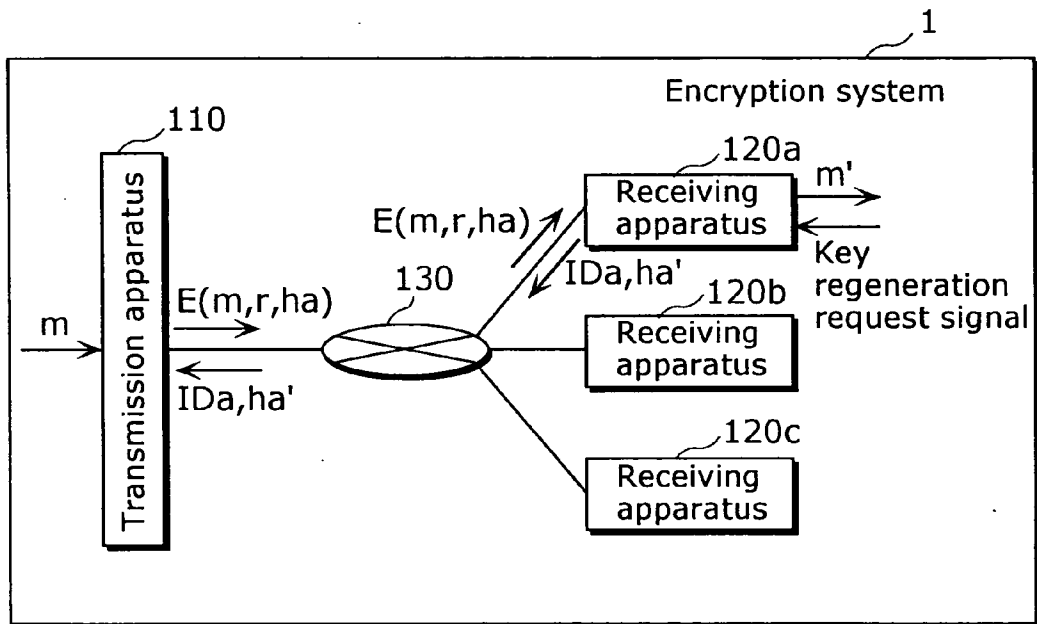 1
Encryption system
110
Transmission apparatus
m
E(m,r,ha)
IDa,ha'
130
E(m,r,ha)
IDa,ha'
120a
Receiving
apparatus
m'
Key
regeneration
request signal
120b
Receiving
apparatus
120c
Receiving
apparatus